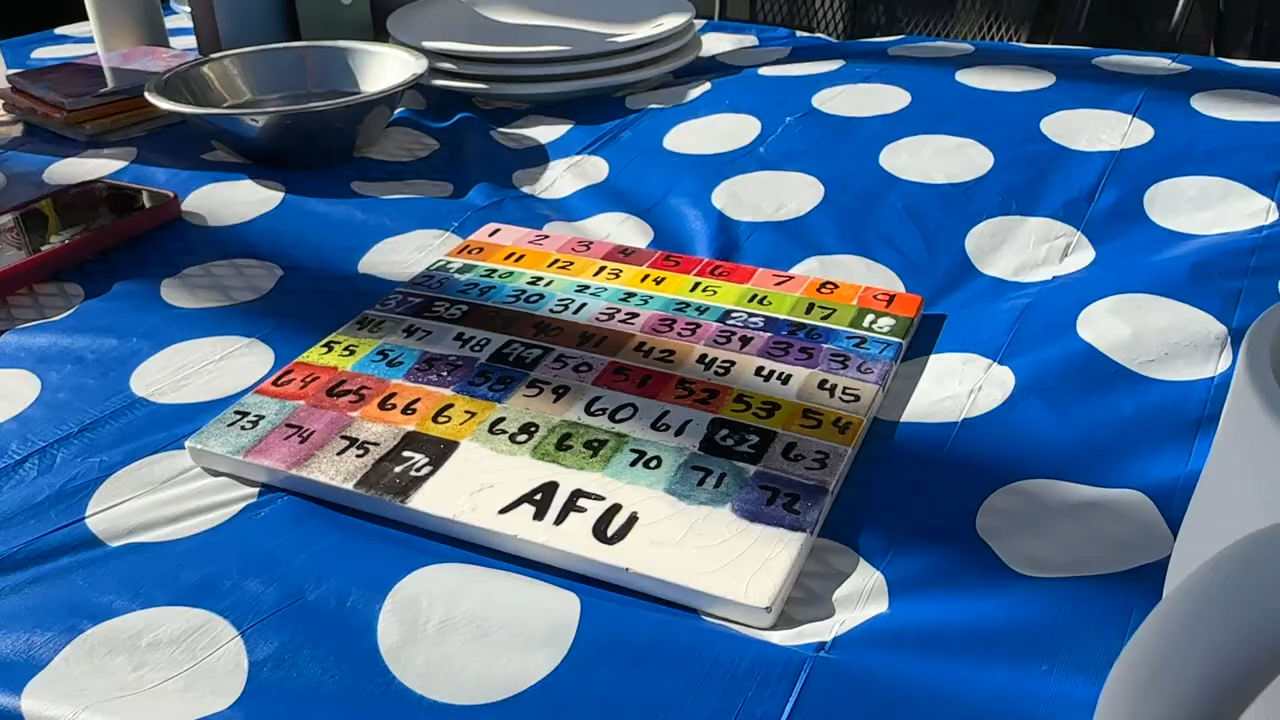 1 2 3 4 5 6 7 8 9
10 11 12 13 14 15 16 17 18
19 20 21 22 23 24 25 26 27
28 29 30 31 32 33 34 35 36
37 38 39 40 41 42 43 44 45
46 47 48 49 50 51 52 53 54
55 56 57 58 59 60 61 62 63
64 65 66 67 68 69 70 71 72
73 74 75 76
AFU